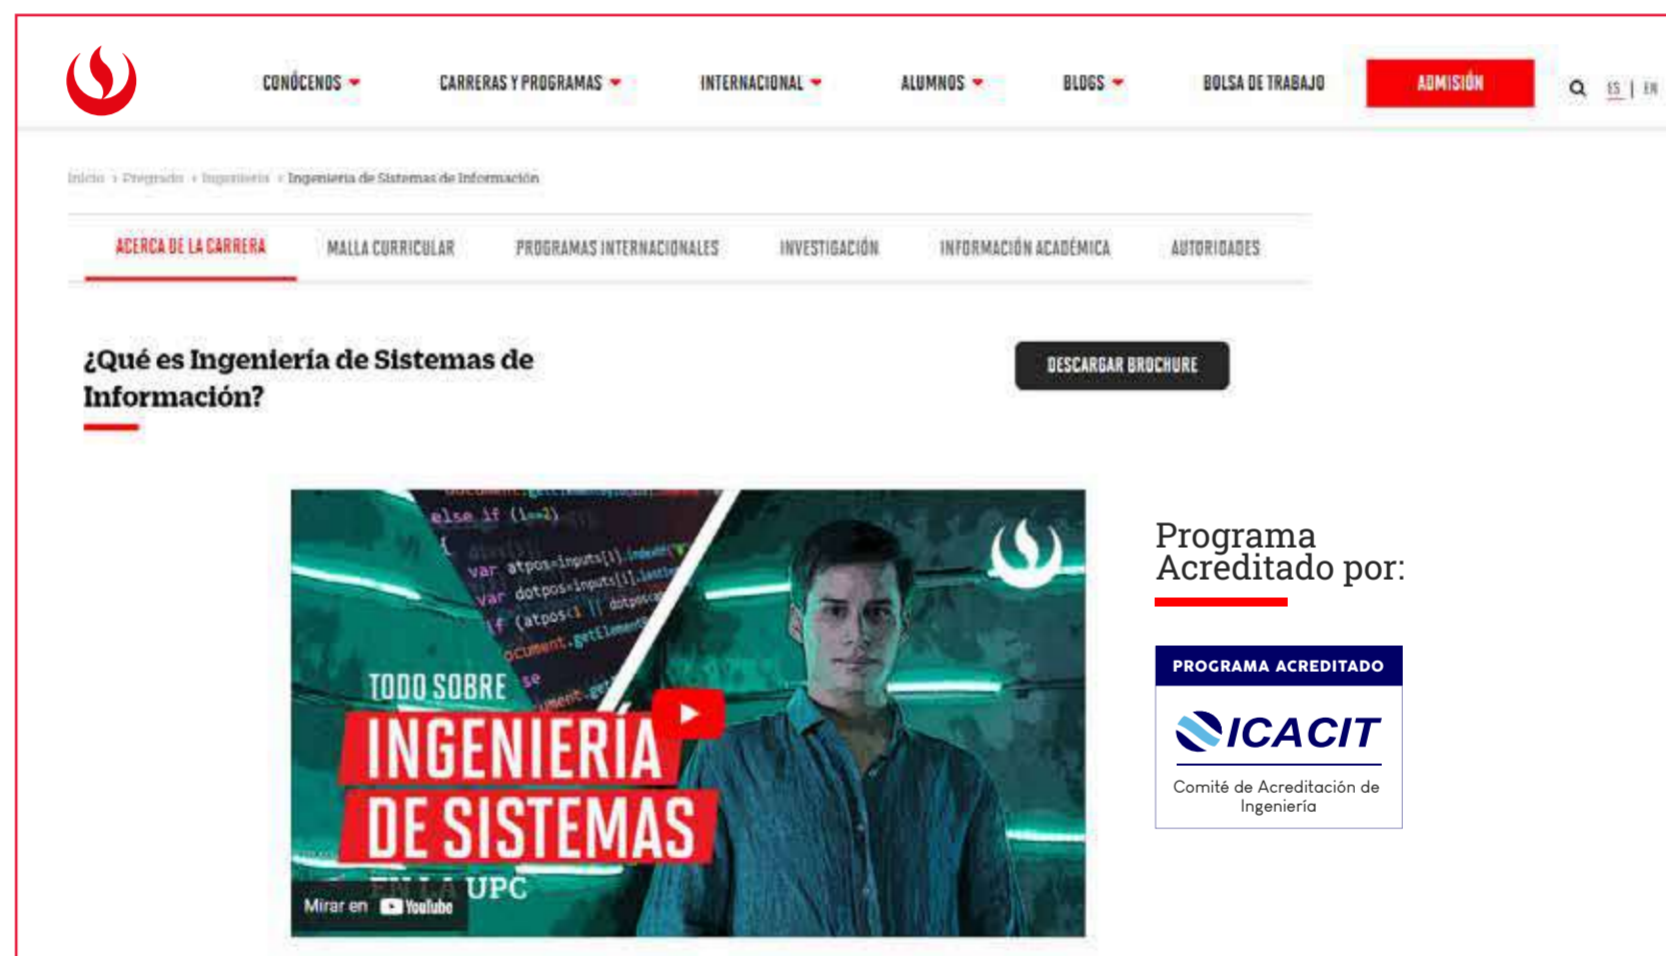 CONÓCENOS
CARRERAS Y PROGRAMAS
INTERNACIONAL
ALUMNOS
BLOGS
BOLSA DE TRABAJO
ADMISIÓN
ES | EN
Inicio › Pregrado › Ingeniería › Ingeniería de Sistemas de Información
ACERCA DE LA CARRERA
MALLA CURRICULAR
PROGRAMAS INTERNACIONALES
INVESTIGACIÓN
INFORMACIÓN ACADÉMICA
AUTORIDADES
¿Qué es Ingeniería de Sistemas de
Información?
DESCARGAR BROCHURE
else if (i==2)
{
var atpos=inputs[i].indexOf(
var dotpos=inputs[i].
if (atpos<1 || dotpos
document.getElement
se
TODO SOBRE
INGENIERÍA
DE SISTEMAS
EN LA UPC
Mirar en YouTube
Programa
Acreditado por:
PROGRAMA ACREDITADO
ICACIT
Comité de Acreditación de
Ingeniería